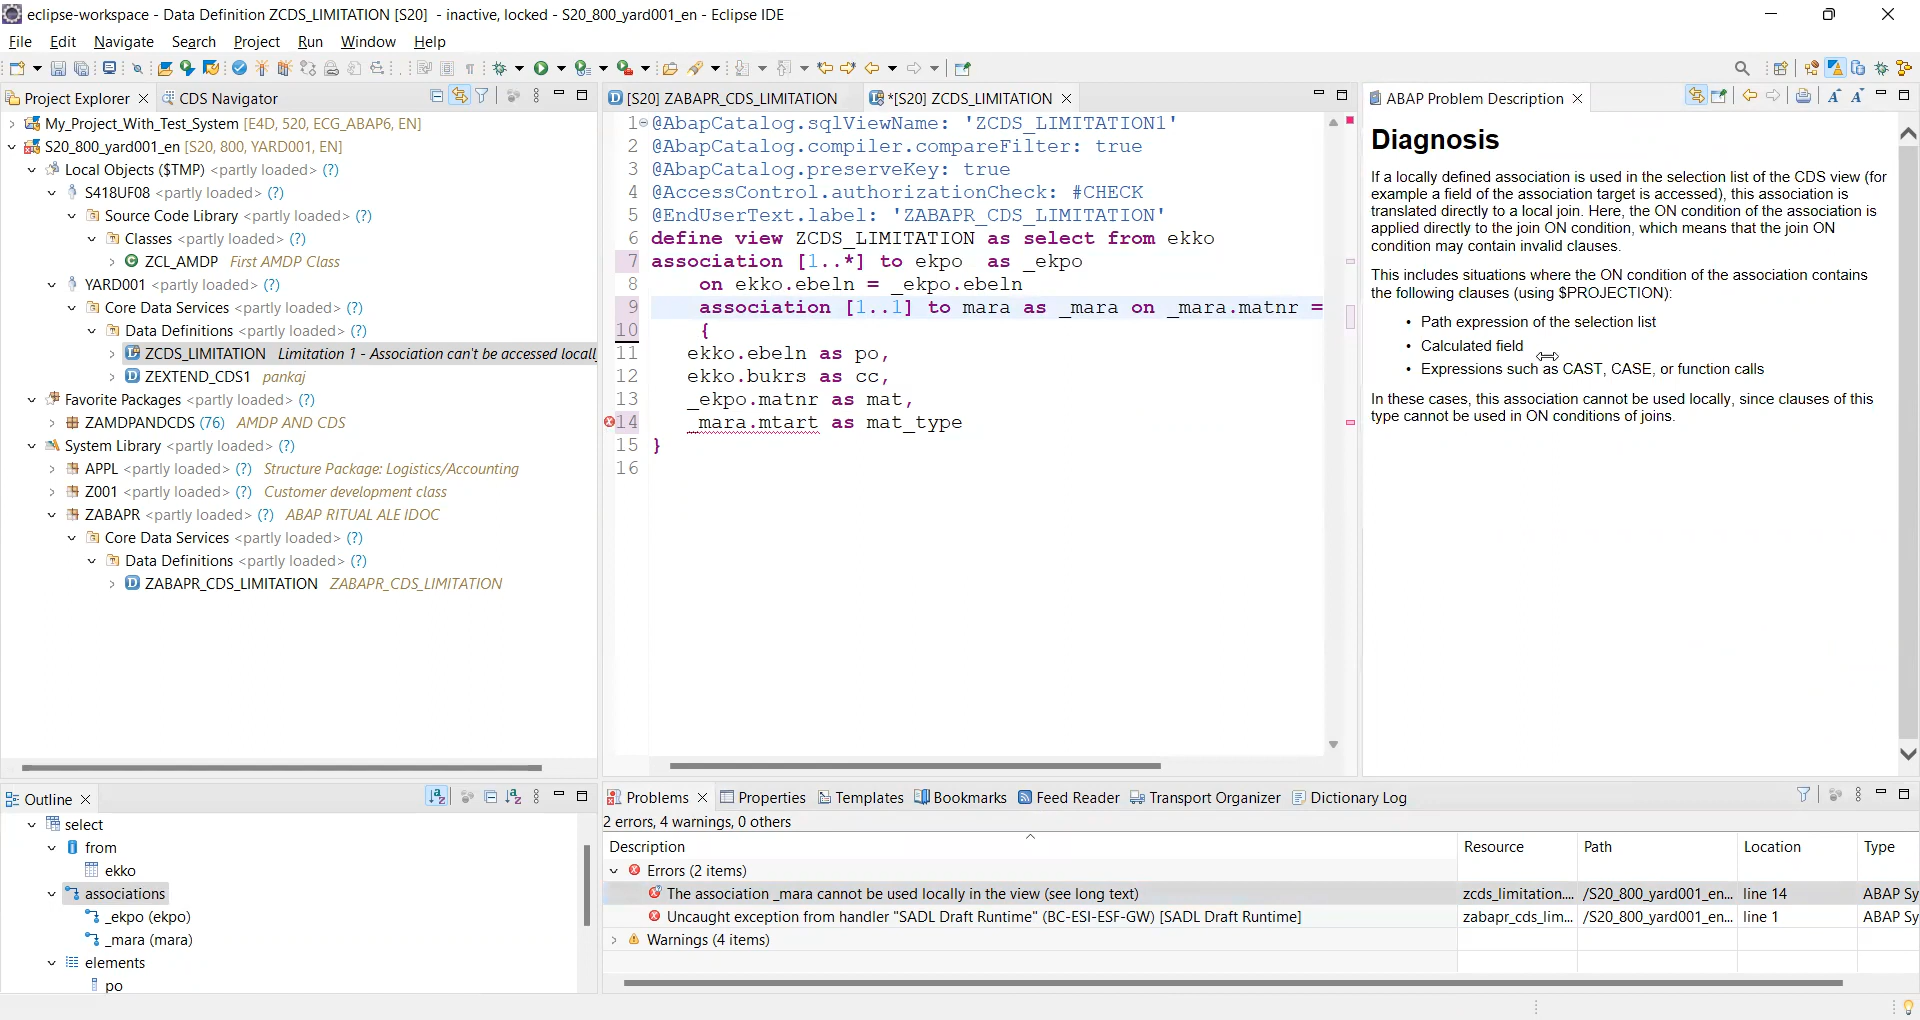 eclipse-workspace - Data Definition ZCDS_LIMITATION [S20] - inactive, locked - S20_800_yard001_en - Eclipse IDE
File Edit Navigate Search Project Run Window Help
Project Explorer
CDS Navigator
My_Project_With_Test_System [E4D, 520, ECG_ABAP6, EN]
S20_800_yard001_en [S20, 800, YARD001, EN]
Local Objects ($TMP) <partly loaded> (?)
S418UF08 <partly loaded> (?)
Source Code Library <partly loaded> (?)
Classes <partly loaded> (?)
ZCL_AMDP First AMDP Class
YARD001 <partly loaded> (?)
Core Data Services <partly loaded> (?)
Data Definitions <partly loaded> (?)
ZCDS_LIMITATION Limitation 1 - Association can't be accessed locall
ZEXTEND_CDS1 pankaj
Favorite Packages <partly loaded> (?)
ZAMDPANDCDS (76) AMDP AND CDS
System Library <partly loaded> (?)
APPL <partly loaded> (?) Structure Package: Logistics/Accounting
Z001 <partly loaded> (?) Customer development class
ZABAPR <partly loaded> (?) ABAP RITUAL ALE IDOC
Core Data Services <partly loaded> (?)
Data Definitions <partly loaded> (?)
ZABAPR_CDS_LIMITATION ZABAPR_CDS_LIMITATION
[S20] ZABAPR_CDS_LIMITATION
*[S20] ZCDS_LIMITATION
1 @AbapCatalog.sqlViewName: 'ZCDS_LIMITATION1'
2 @AbapCatalog.compiler.compareFilter: true
3 @AbapCatalog.preserveKey: true
4 @AccessControl.authorizationCheck: #CHECK
5 @EndUserText.label: 'ZABAPR_CDS_LIMITATION'
6 define view ZCDS_LIMITATION as select from ekko
7 association [1..*] to ekpo as _ekpo
8 on ekko.ebeln = _ekpo.ebeln
9 association [1..1] to mara as _mara on _mara.matnr =
10 {
11 ekko.ebeln as po,
12 ekko.bukrs as cc,
13 _ekpo.matnr as mat,
14 _mara.mtart as mat_type
15 }
16
ABAP Problem Description
Diagnosis
If a locally defined association is used in the selection list of the CDS view (for
example a field of the association target is accessed), this association is
translated directly to a local join. Here, the ON condition of the association is
applied directly to the join ON condition, which means that the join ON
condition may contain invalid clauses.
This includes situations where the ON condition of the association contains
the following clauses (using $PROJECTION):
• Path expression of the selection list
• Calculated field
• Expressions such as CAST, CASE, or function calls
In these cases, this association cannot be used locally, since clauses of this
type cannot be used in ON conditions of joins.
Outline
select
from
ekko
associations
_ekpo (ekpo)
_mara (mara)
elements
po
Problems Properties Templates Bookmarks Feed Reader Transport Organizer Dictionary Log
2 errors, 4 warnings, 0 others
Description Resource Path Location Type
Errors (2 items)
The association _mara cannot be used locally in the view (see long text) zcds_limitation.... /S20_800_yard001_en... line 14 ABAP Sy
Uncaught exception from handler "SADL Draft Runtime" (BC-ESI-ESF-GW) [SADL Draft Runtime] zabapr_cds_lim... /S20_800_yard001_en... line 1 ABAP Sy
Warnings (4 items)